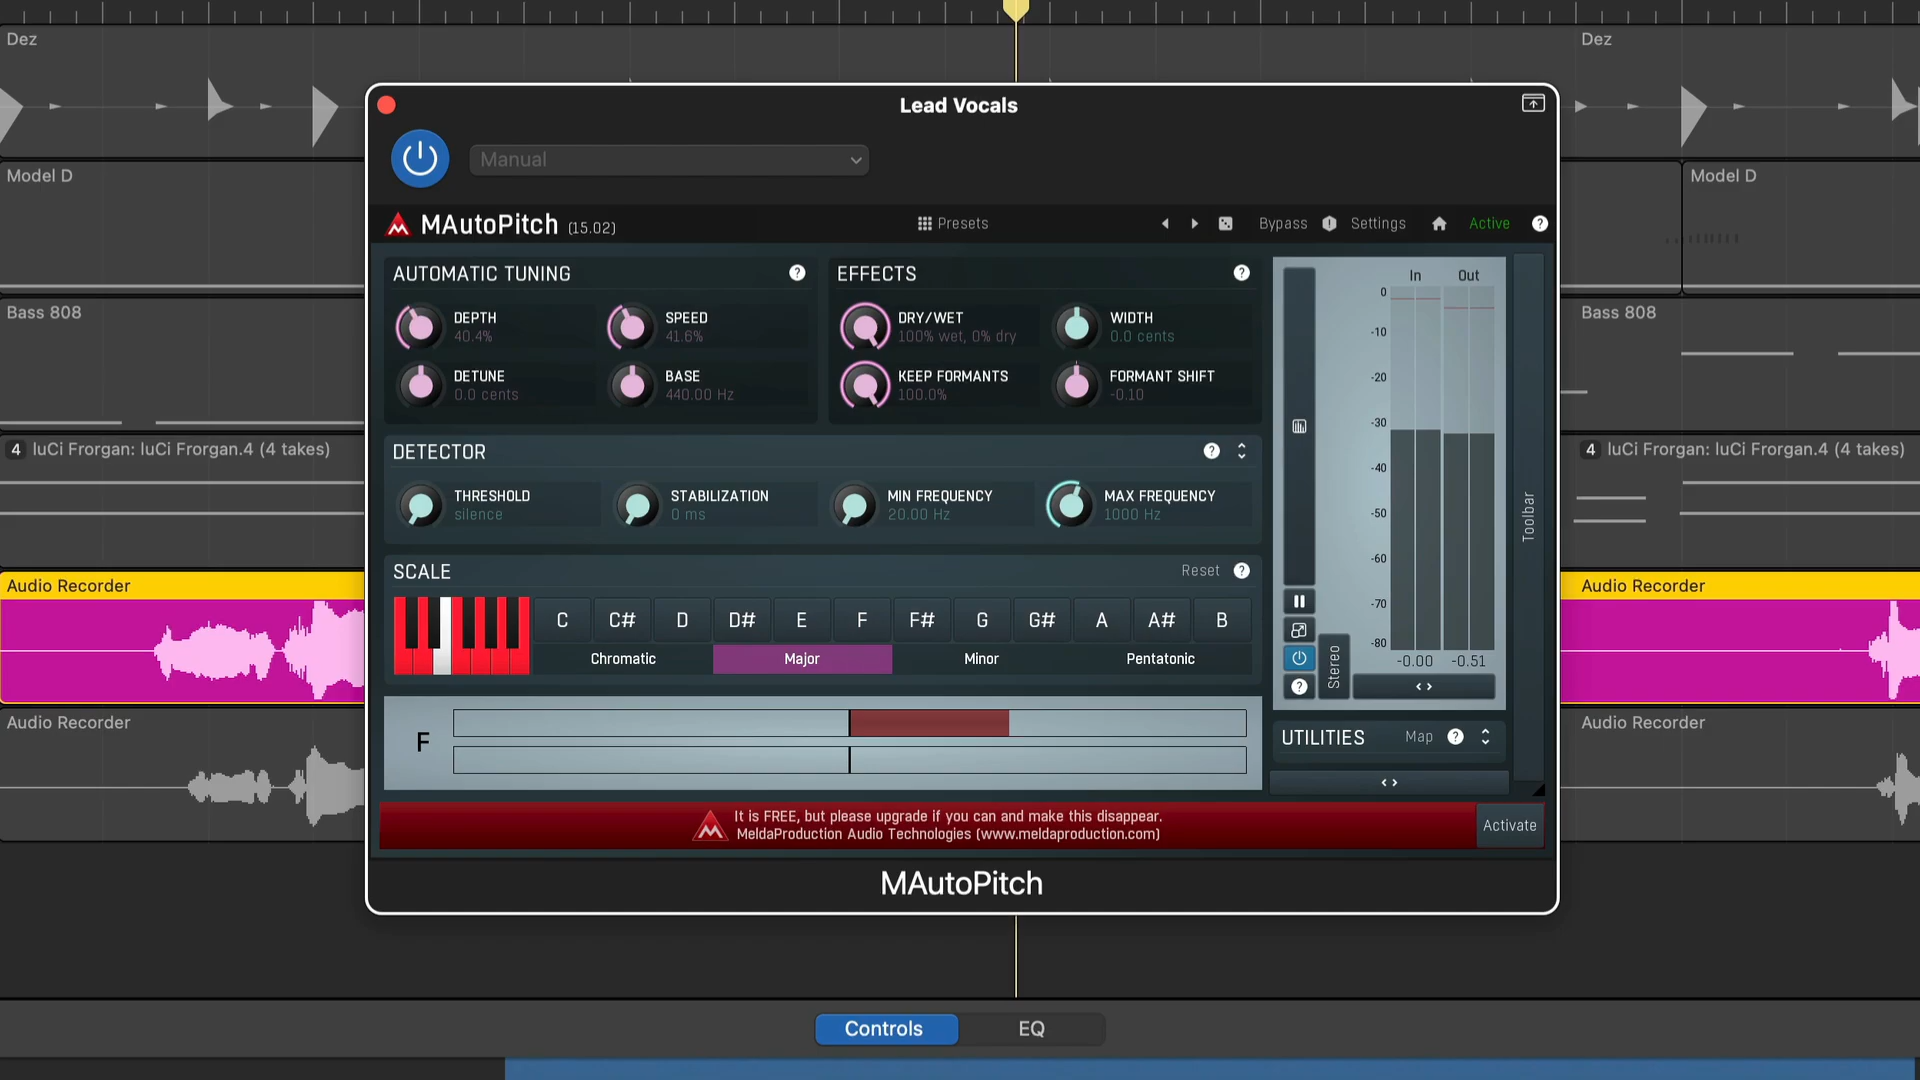 Dez
Dez
Lead Vocals
Manual
Model D
Model D
MAutoPitch (15.02)
Presets
Bypass
Settings
Active
?
AUTOMATIC TUNING ?
EFFECTS ?
DEPTH
40.4%
SPEED
41.6%
DETUNE
0.0 cents
BASE
440.00 Hz
DRY/WET
100% wet, 0% dry
WIDTH
0.0 cents
KEEP FORMANTS
100.0%
FORMANT SHIFT
-0.10
In Out
0
-10
-20
-30
-40
-50
-60
-70
-80
-0.00 -0.51
Stereo
?
Toolbar
Bass 808
Bass 808
4 luCi Frorgan: luCi Frorgan.4 (4 takes)
4 luCi Frorgan: luCi Frorgan.4 (4 takes)
DETECTOR ?
THRESHOLD
silence
STABILIZATION
0 ms
MIN FREQUENCY
20.00 Hz
MAX FREQUENCY
1000 Hz
SCALE
Reset ?
C C# D D# E F F# G G# A A# B
Chromatic Major Minor Pentatonic
Audio Recorder
Audio Recorder
F
UTILITIES Map ?
Audio Recorder
Audio Recorder
It is FREE, but please upgrade if you can and make this disappear.
MeldaProduction Audio Technologies (www.meldaproduction.com)
Activate
MAutoPitch
Controls EQ